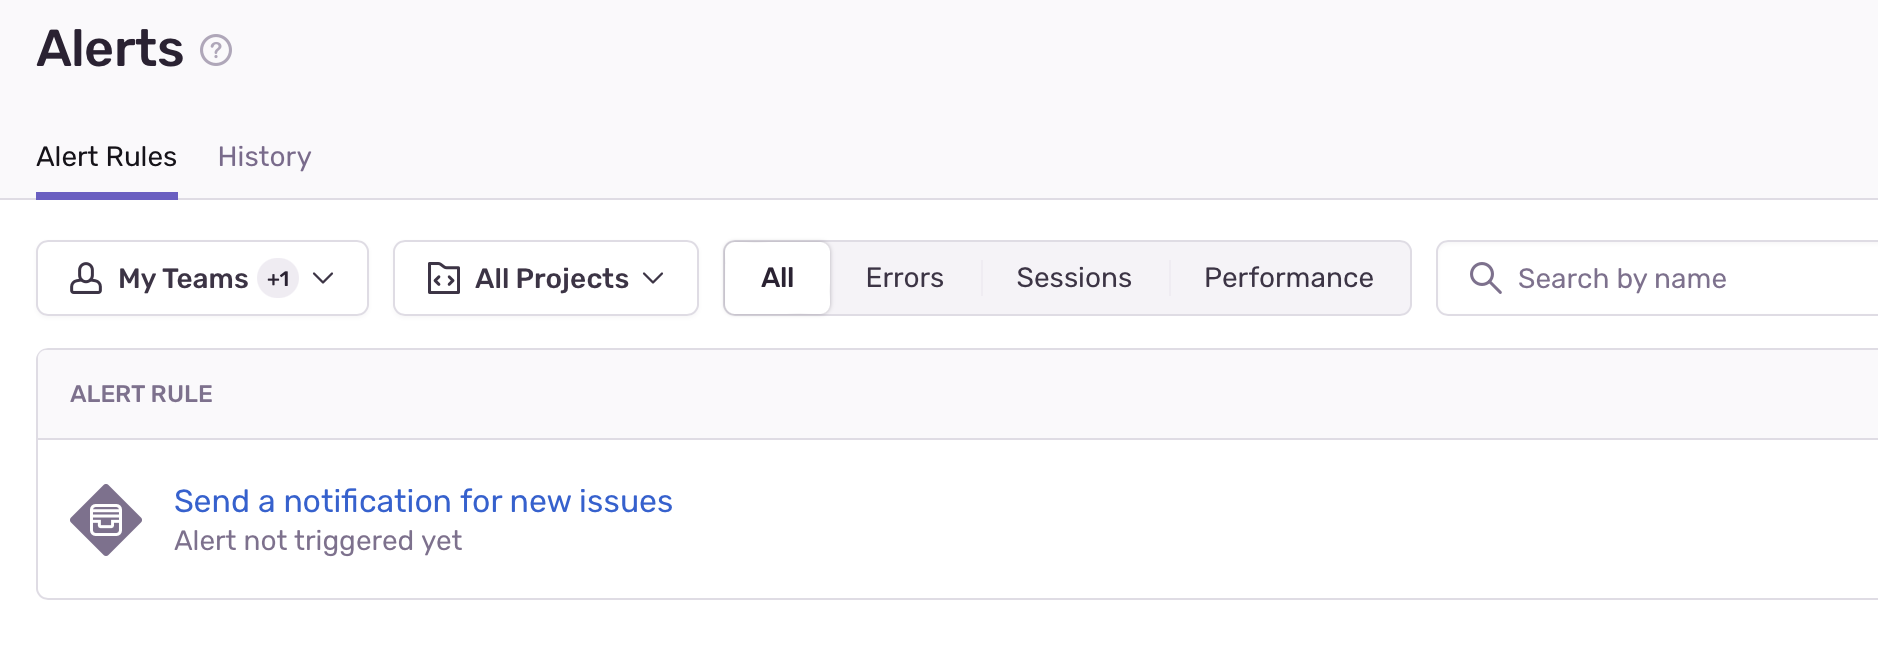 Alerts ?
Alert Rules History
My Teams +1 All Projects All Errors Sessions Performance Search by name
ALERT RULE
Send a notification for new issues
Alert not triggered yet